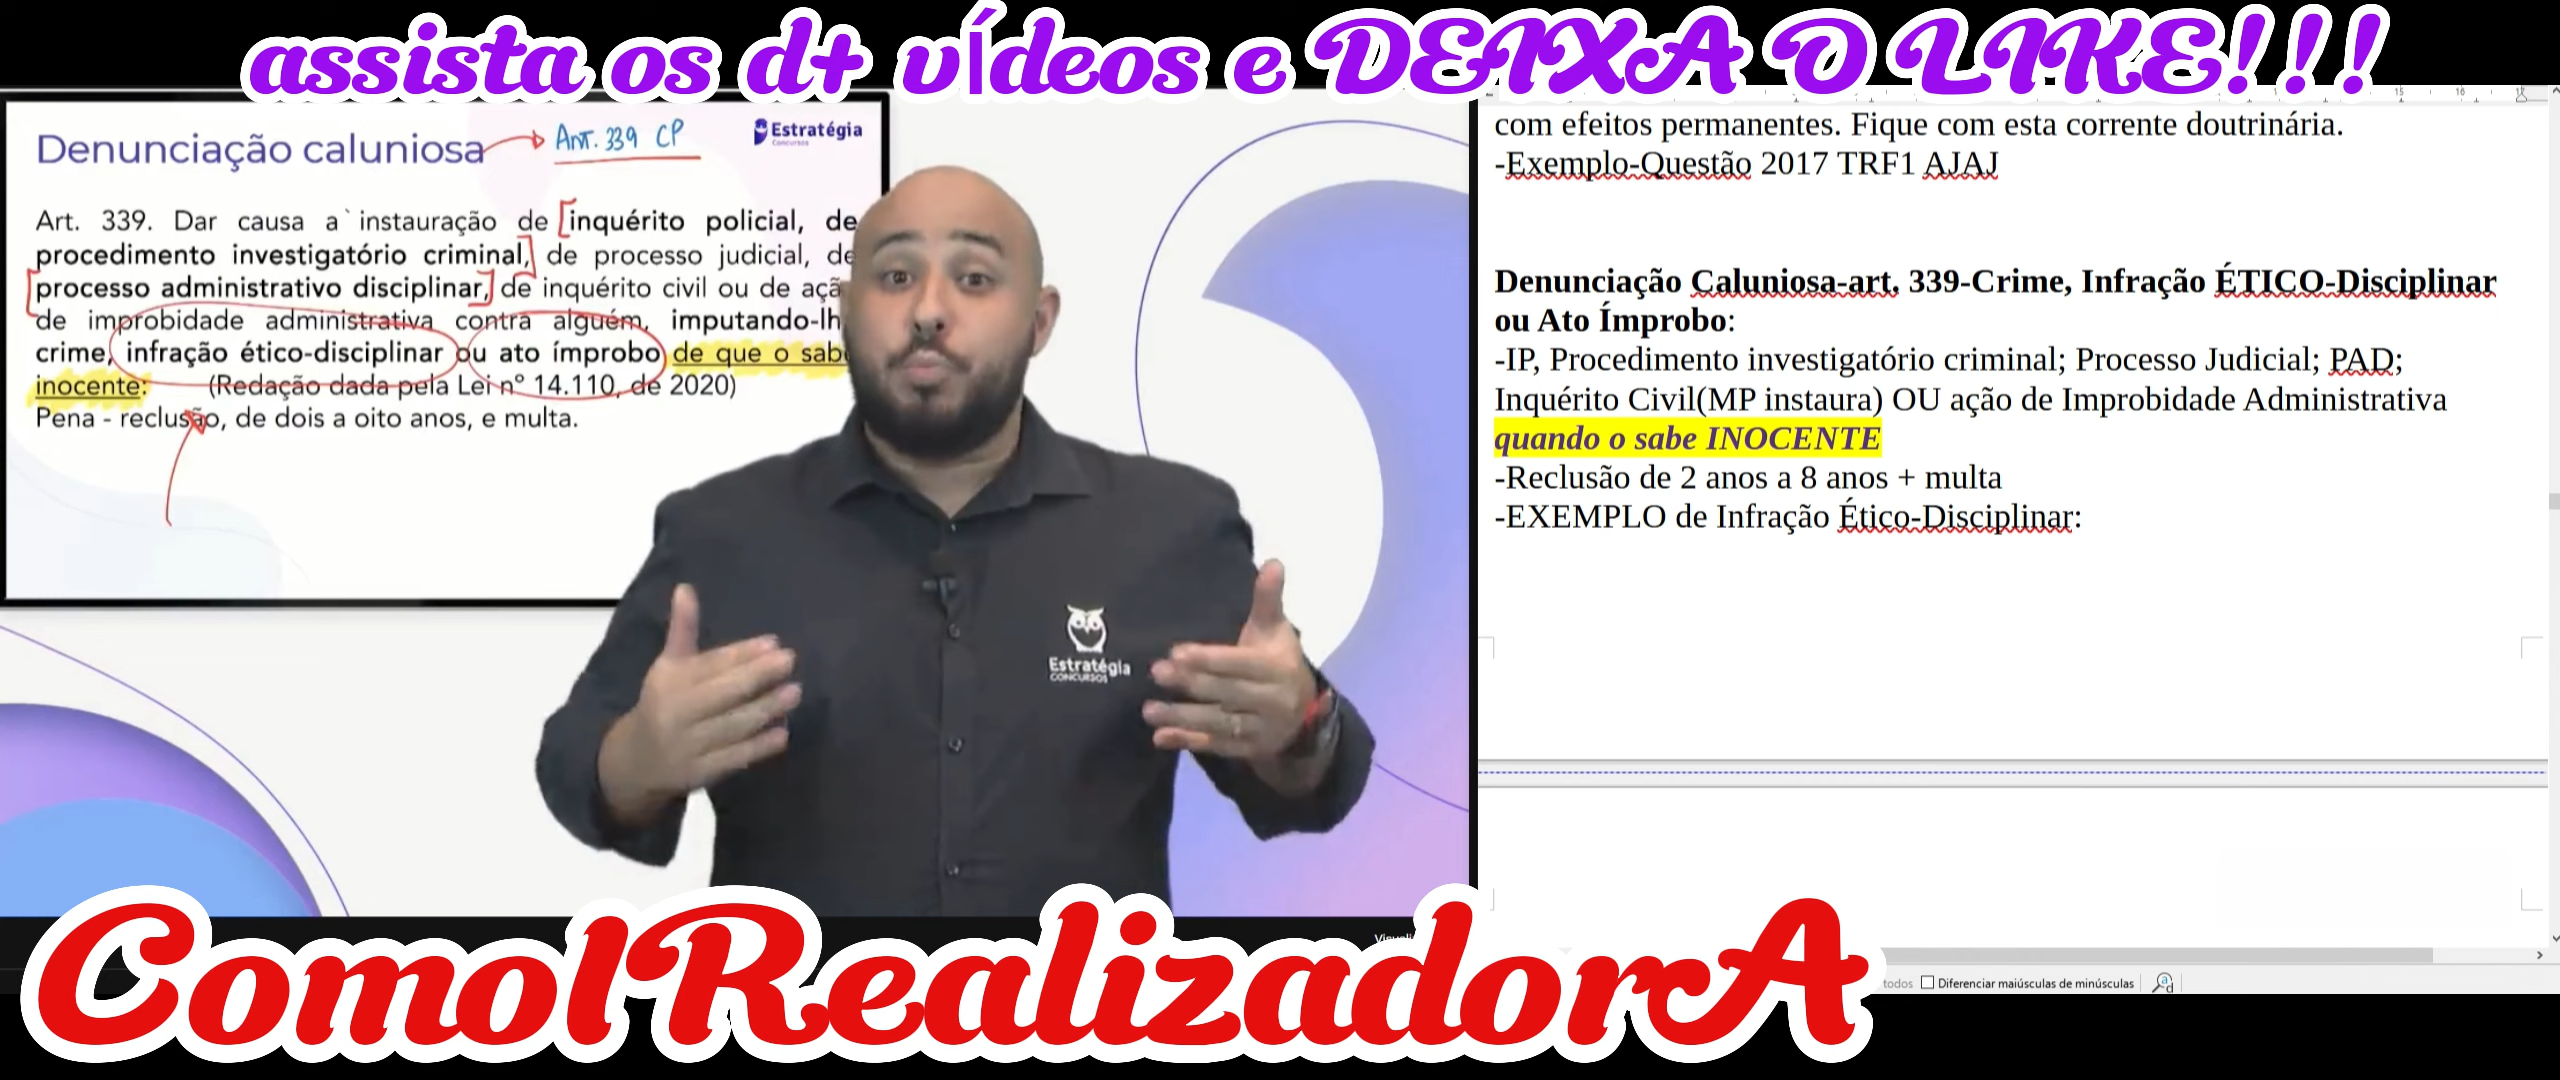 assista os d+ vÍdeos e DEIXA O LIKE!!!
Denunciação caluniosa
Art. 339 CP
Estratégia
Concursos
Art. 339. Dar causa a` instauração de inquérito policial, de
procedimento investigatório criminal, de processo judicial, de
processo administrativo disciplinar, de inquérito civil ou de açã
de improbidade administrativa contra alguém, imputando-lh
crime, infração ético-disciplinar ou ato ímprobo de que o sab
inocente: (Redação dada pela Lei nº 14.110, de 2020)
Pena - reclusão, de dois a oito anos, e multa.
Estratégia
CONCURSOS
com efeitos permanentes. Fique com esta corrente doutrinária.
-Exemplo-Questão 2017 TRF1 AJAJ
Denunciação Caluniosa-art. 339-Crime, Infração ÉTICO-Disciplinar
ou Ato Ímprobo:
-IP, Procedimento investigatório criminal; Processo Judicial; PAD;
Inquérito Civil(MP instaura) OU ação de Improbidade Administrativa
quando o sabe INOCENTE
-Reclusão de 2 anos a 8 anos + multa
-EXEMPLO de Infração Ético-Disciplinar:
todos Diferenciar maiúsculas de minúsculas
ComoIRealizadorA